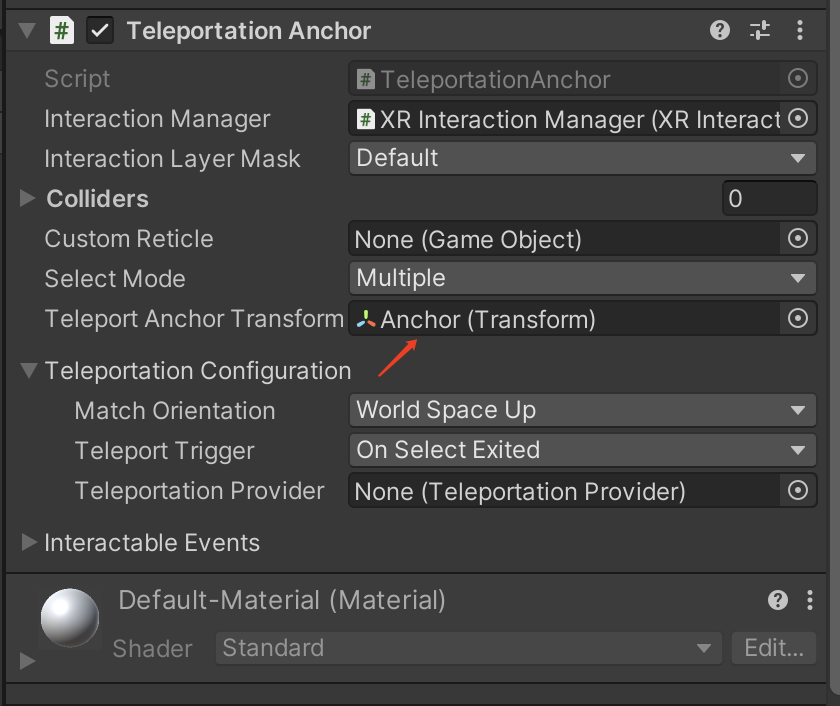 Teleportation Anchor
Script # TeleportationAnchor
Interaction Manager # XR Interaction Manager (XR Interact
Interaction Layer Mask Default
Colliders 0
Custom Reticle None (Game Object)
Select Mode Multiple
Teleport Anchor Transform Anchor (Transform)
Teleportation Configuration
Match Orientation World Space Up
Teleport Trigger On Select Exited
Teleportation Provider None (Teleportation Provider)
Interactable Events
Default-Material (Material)
Shader Standard Edit...